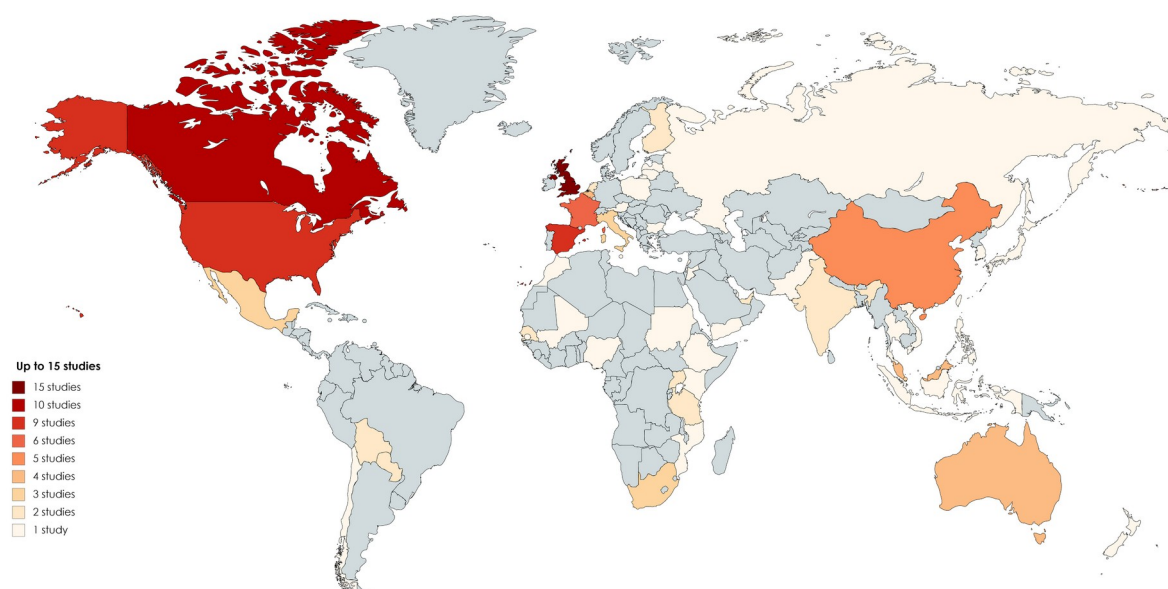 Up to 15 studies
15 studies
10 studies
9 studies
6 studies
5 studies
4 studies
3 studies
2 studies
1 study